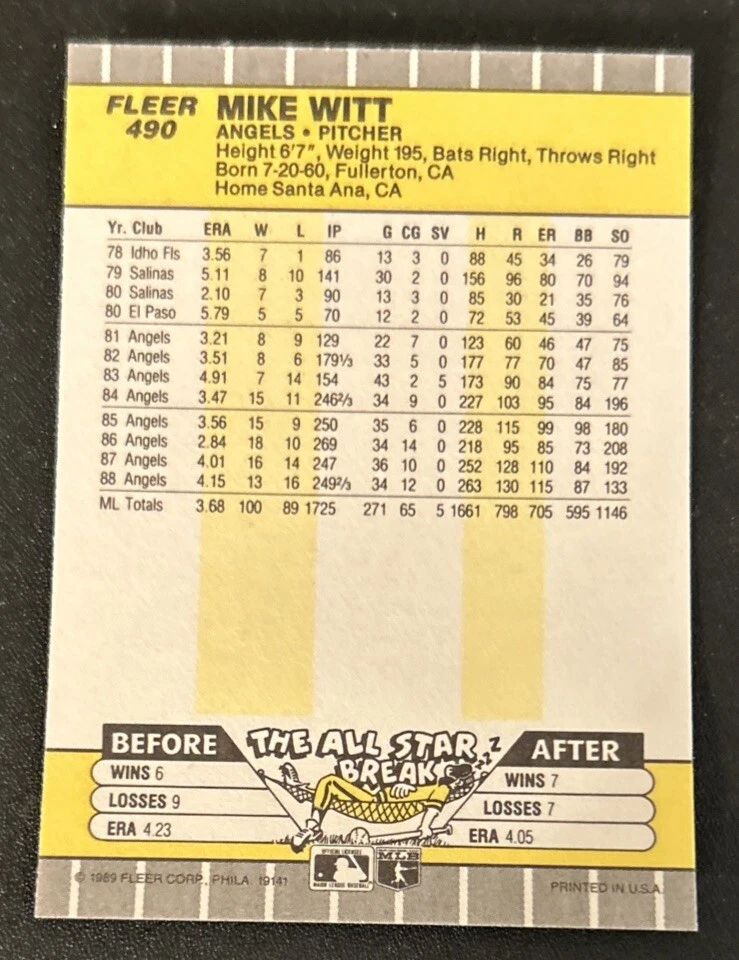 FLEER
490
MIKE WITT
ANGELS • PITCHER
Height 6'7", Weight 195, Bats Right, Throws Right
Born 7-20-60, Fullerton, CA
Home Santa Ana, CA
Yr. Club ERA W L IP G CG SV H R ER BB SO
78 Idho Fls 3.56 7 1 86 13 3 0 88 45 34 26 79
79 Salinas 5.11 8 10 141 30 2 0 156 96 80 70 94
80 Salinas 2.10 7 3 90 13 3 0 85 30 21 35 76
80 El Paso 5.79 5 5 70 12 2 0 72 53 45 39 64
81 Angels 3.21 8 9 129 22 7 0 123 60 46 47 75
82 Angels 3.51 8 6 179⅓ 33 5 0 177 77 70 47 85
83 Angels 4.91 7 14 154 43 2 5 173 90 84 75 77
84 Angels 3.47 15 11 246⅔ 34 9 0 227 103 95 84 196
85 Angels 3.56 15 9 250 35 6 0 228 115 99 98 180
86 Angels 2.84 18 10 269 34 14 0 218 95 85 73 208
87 Angels 4.01 16 14 247 36 10 0 252 128 110 84 192
88 Angels 4.15 13 16 249⅔ 34 12 0 263 130 115 87 133
ML Totals 3.68 100 89 1725 271 65 5 1661 798 705 595 1146
BEFORE THE ALL STAR BREAK zzZ AFTER
WINS 6 WINS 7
LOSSES 9 LOSSES 7
ERA 4.23 ERA 4.05
OFFICIAL LICENSEE
MAJOR LEAGUE BASEBALL
MLB
© 1989 FLEER CORP., PHILA. 19141 PRINTED IN U.S.A.